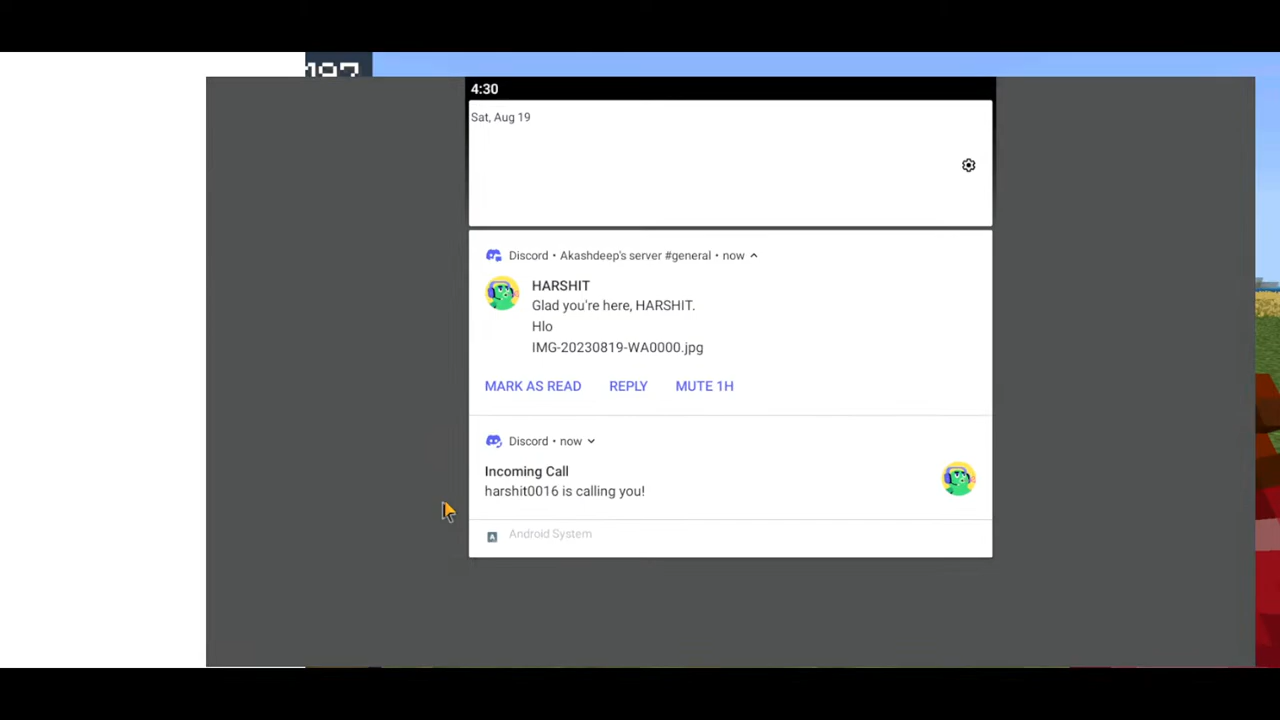 197
4:30
Sat, Aug 19
Discord • Akashdeep's server #general • now
HARSHIT
Glad you're here, HARSHIT.
Hlo
IMG-20230819-WA0000.jpg
MARK AS READ REPLY MUTE 1H
Discord • now
Incoming Call
harshit0016 is calling you!
Android System